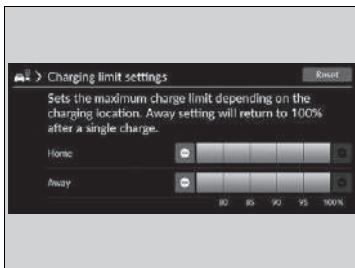 > Charging limit settings
Reset
Sets the maximum charge limit depending on the
charging location. Away setting will return to 100%
after a single charge.
Home
Away
80 85 90 95 100%